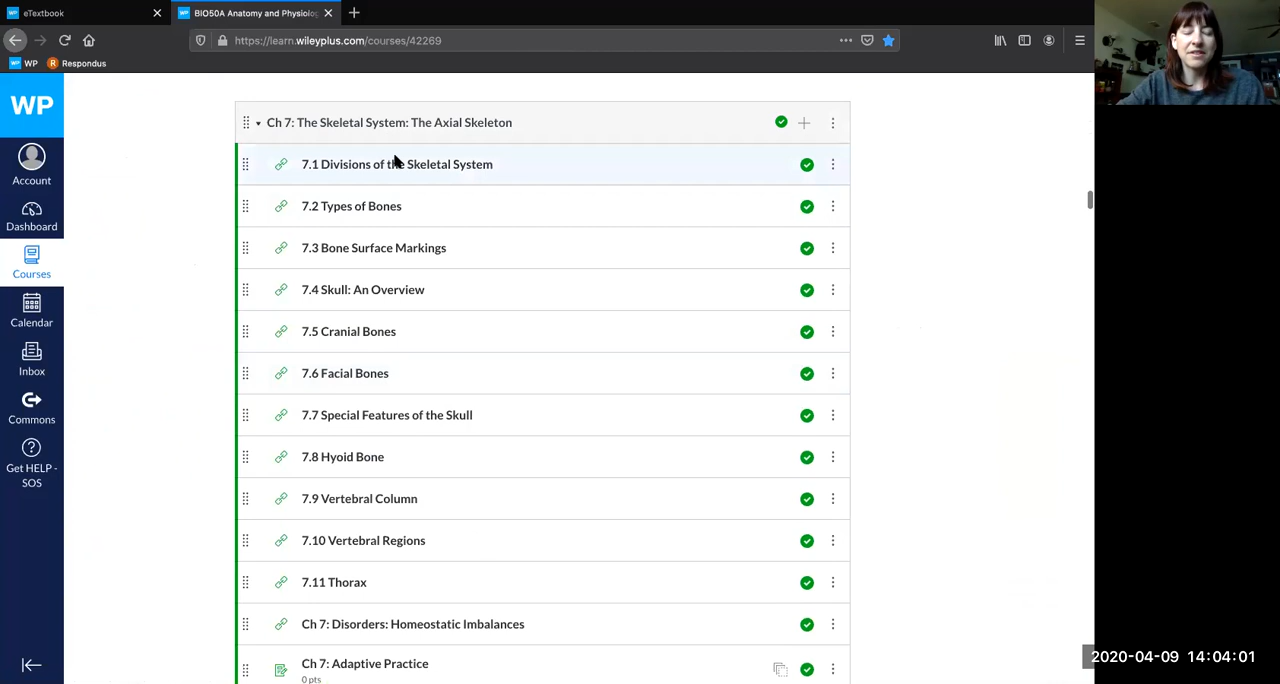 eTextbook
BIO50A Anatomy and Physiolog
https://learn.wileyplus.com/courses/42269
WP
Respondus
WP
Account
Dashboard
Courses
Calendar
Inbox
Commons
Get HELP -
SOS
Ch 7: The Skeletal System: The Axial Skeleton
7.1 Divisions of the Skeletal System
7.2 Types of Bones
7.3 Bone Surface Markings
7.4 Skull: An Overview
7.5 Cranial Bones
7.6 Facial Bones
7.7 Special Features of the Skull
7.8 Hyoid Bone
7.9 Vertebral Column
7.10 Vertebral Regions
7.11 Thorax
Ch 7: Disorders: Homeostatic Imbalances
Ch 7: Adaptive Practice
0 pts
2020-04-09 14:04:01